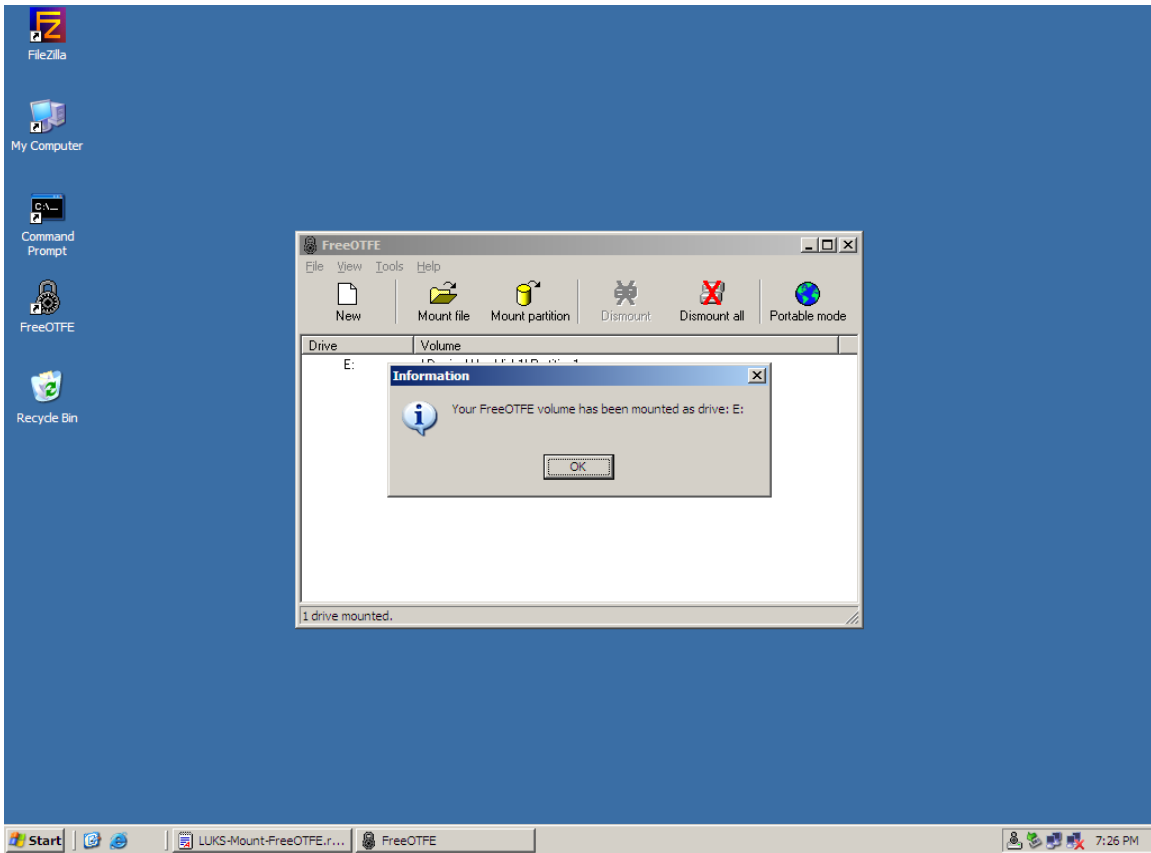 FileZilla
My Computer
C:\_
Command
Prompt
FreeOTFE
Recycle Bin
FreeOTFE
File View Tools Help
New Mount file Mount partition Dismount Dismount all Portable mode
Drive Volume
E:
Information
Your FreeOTFE volume has been mounted as drive: E:
OK
1 drive mounted.
Start LUKS-Mount-FreeOTFE.r... FreeOTFE 7:26 PM